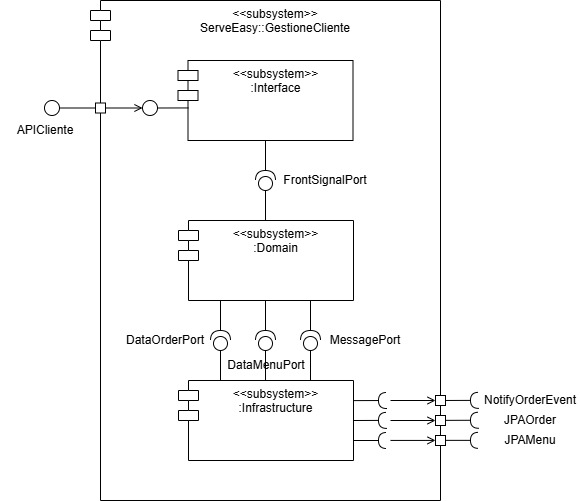 <<subsystem>>
ServeEasy::GestioneCliente
<<subsystem>>
:Interface
APICliente
FrontSignalPort
<<subsystem>>
:Domain
DataOrderPort
MessagePort
DataMenuPort
<<subsystem>>
:Infrastructure
NotifyOrderEvent
JPAOrder
JPAMenu